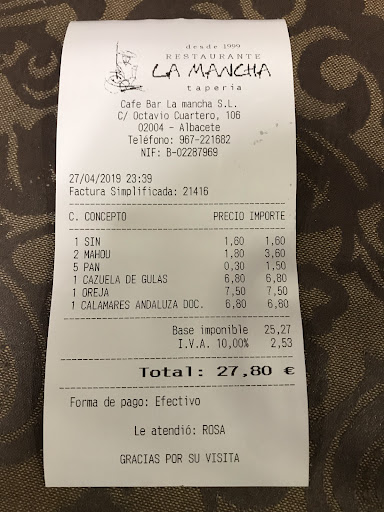 desde 1999
RESTAURANTE
LA MANCHA
taperia
Cafe Bar La mancha S.L.
C/ Octavio Cuartero, 106
02004 - Albacete
Teléfono: 967-221682
NIF: B-02287969
27/04/2019 23:39
Factura Simplificada: 21416
C. CONCEPTO PRECIO IMPORTE
1 SIN 1,60 1,60
2 MAHOU 1,80 3,60
5 PAN 0,30 1,50
1 CAZUELA DE GULAS 6,80 6,80
1 OREJA 7,50 7,50
1 CALAMARES ANDALUZA DOC. 6,80 6,80
Base imponible 25,27
I.V.A. 10,00% 2,53
Total: 27,80 €
Forma de pago: Efectivo
Le atendió: ROSA
GRACIAS POR SU VISITA